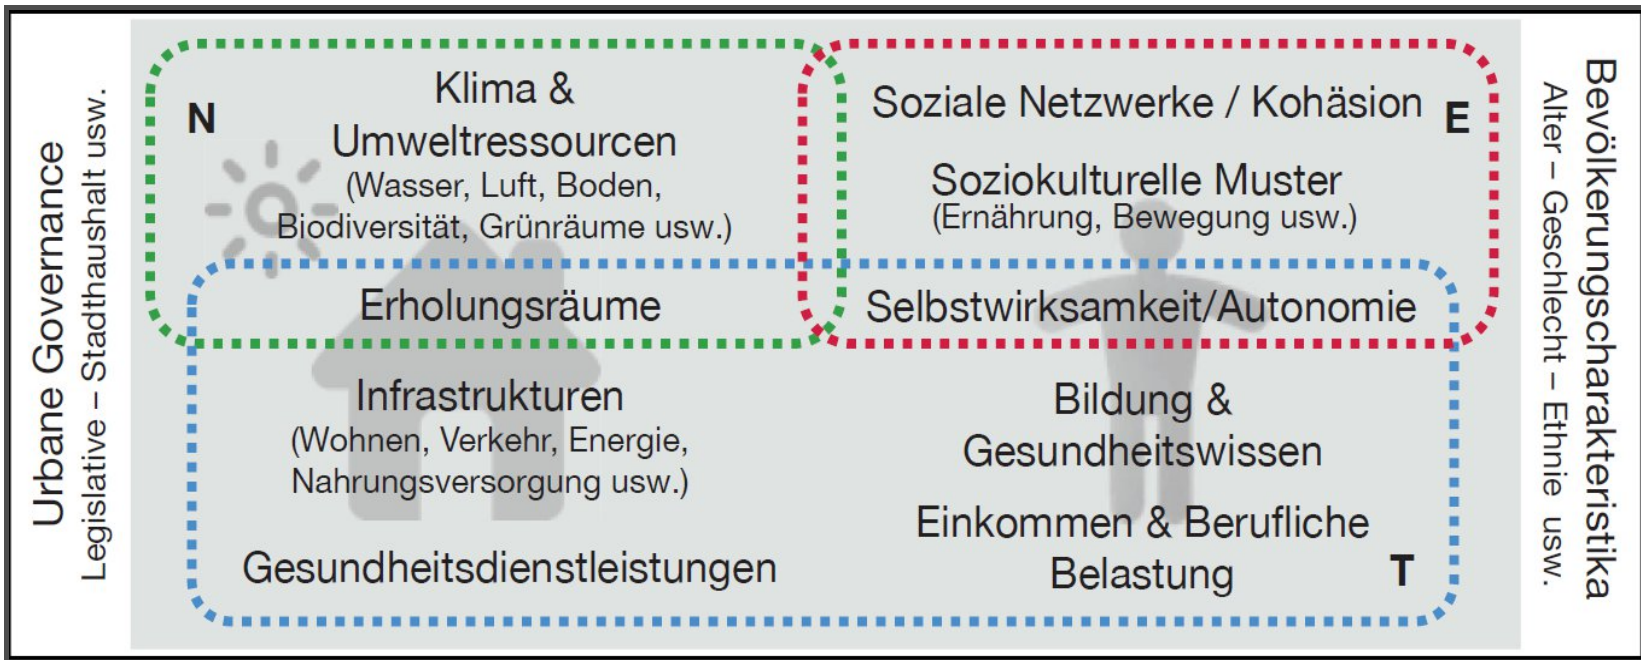 Urbane Governance
Legislative – Stadthaushalt usw.
N
Klima &
Umweltressourcen
(Wasser, Luft, Boden,
Biodiversität, Grünräume usw.)
Erholungsräume
Infrastrukturen
(Wohnen, Verkehr, Energie,
Nahrungsversorgung usw.)
Gesundheitsdienstleistungen
Soziale Netzwerke / Kohäsion
E
Soziokulturelle Muster
(Ernährung, Bewegung usw.)
Selbstwirksamkeit/Autonomie
Bildung &
Gesundheitswissen
Einkommen & Berufliche
Belastung
T
Bevölkerungscharakteristika
Alter – Geschlecht – Ethnie usw.